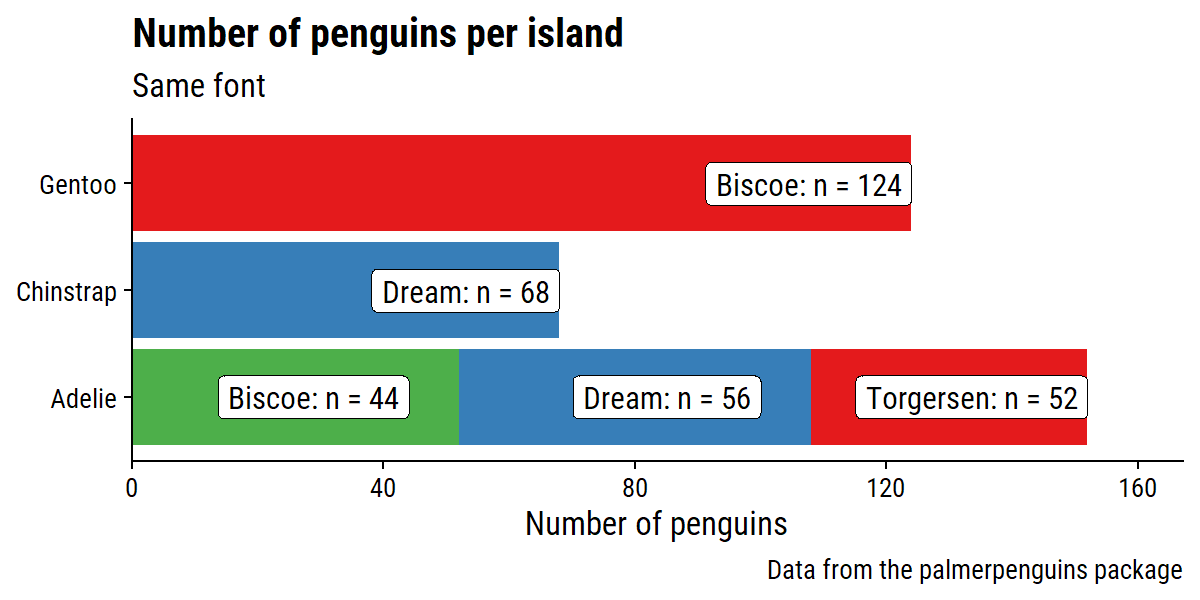 Number of penguins per island
Same font
Gentoo
Biscoe: n = 124
Chinstrap
Dream: n = 68
Adelie
Biscoe: n = 44
Dream: n = 56
Torgersen: n = 52
0 40 80 120 160
Number of penguins
Data from the palmerpenguins package